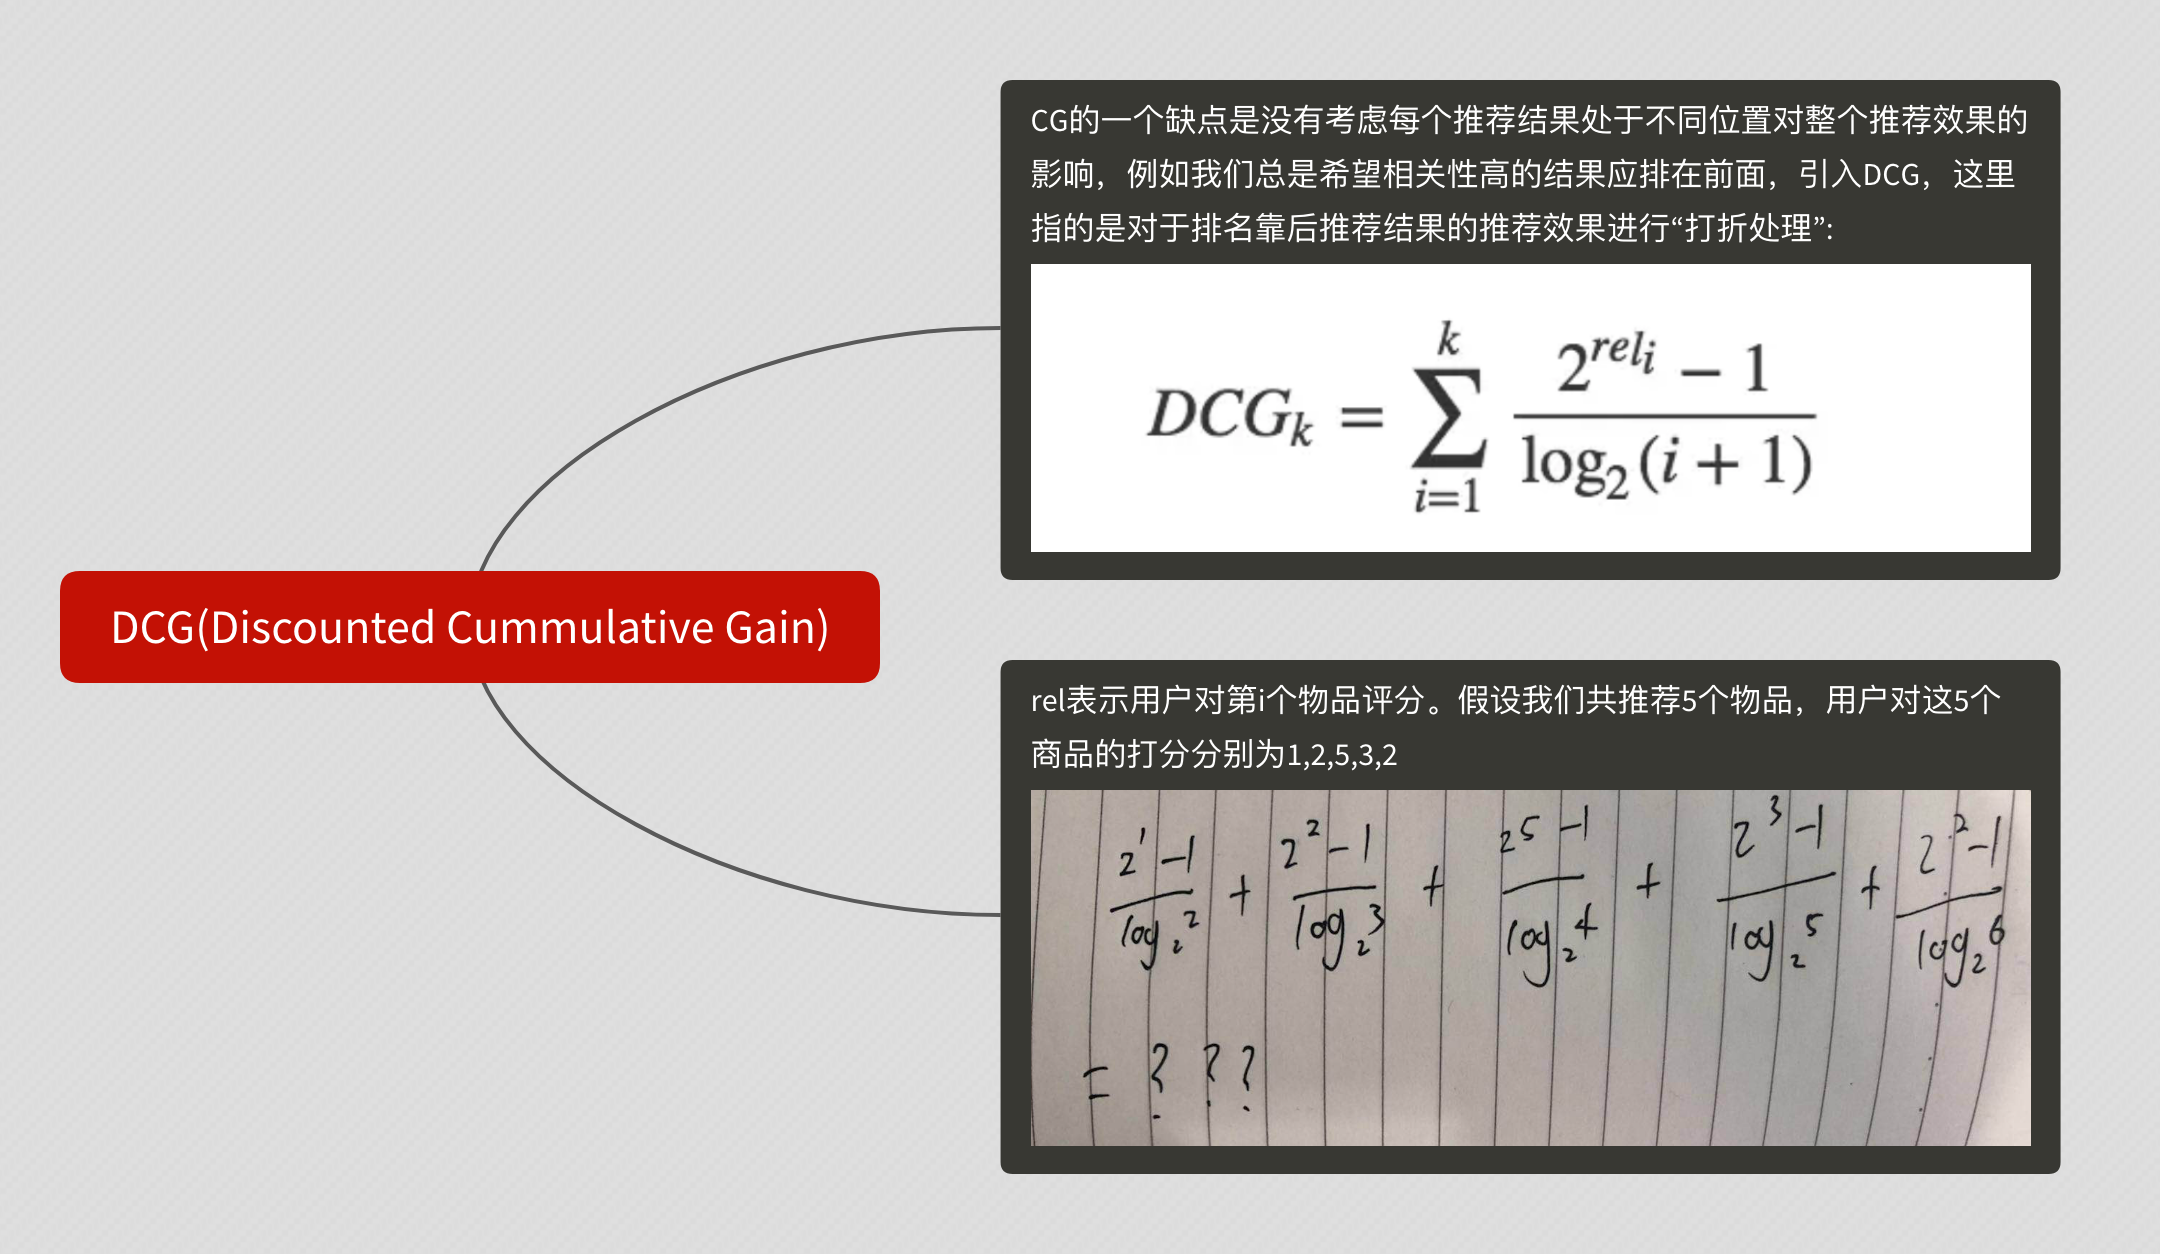 CG的一个缺点是没有考虑每个推荐结果处于不同位置对整个推荐效果的
影响，例如我们总是希望相关性高的结果应排在前面，引入DCG，这里
指的是对于排名靠后推荐结果的推荐效果进行“打折处理”:
DCG_k = \sum_{i=1}^{k} \frac{2^{rel_i} - 1}{\log_2(i + 1)}
DCG(Discounted Cummulative Gain)
rel表示用户对第i个物品评分。假设我们共推荐5个物品，用户对这5个
商品的打分分别为1,2,5,3,2
\frac{2^1-1}{log_2 2} + \frac{2^2-1}{log_2 3} + \frac{2^5-1}{log_2 4} + \frac{2^3-1}{log_2 5} + \frac{2^2-1}{log_2 6}
= ? ? ?